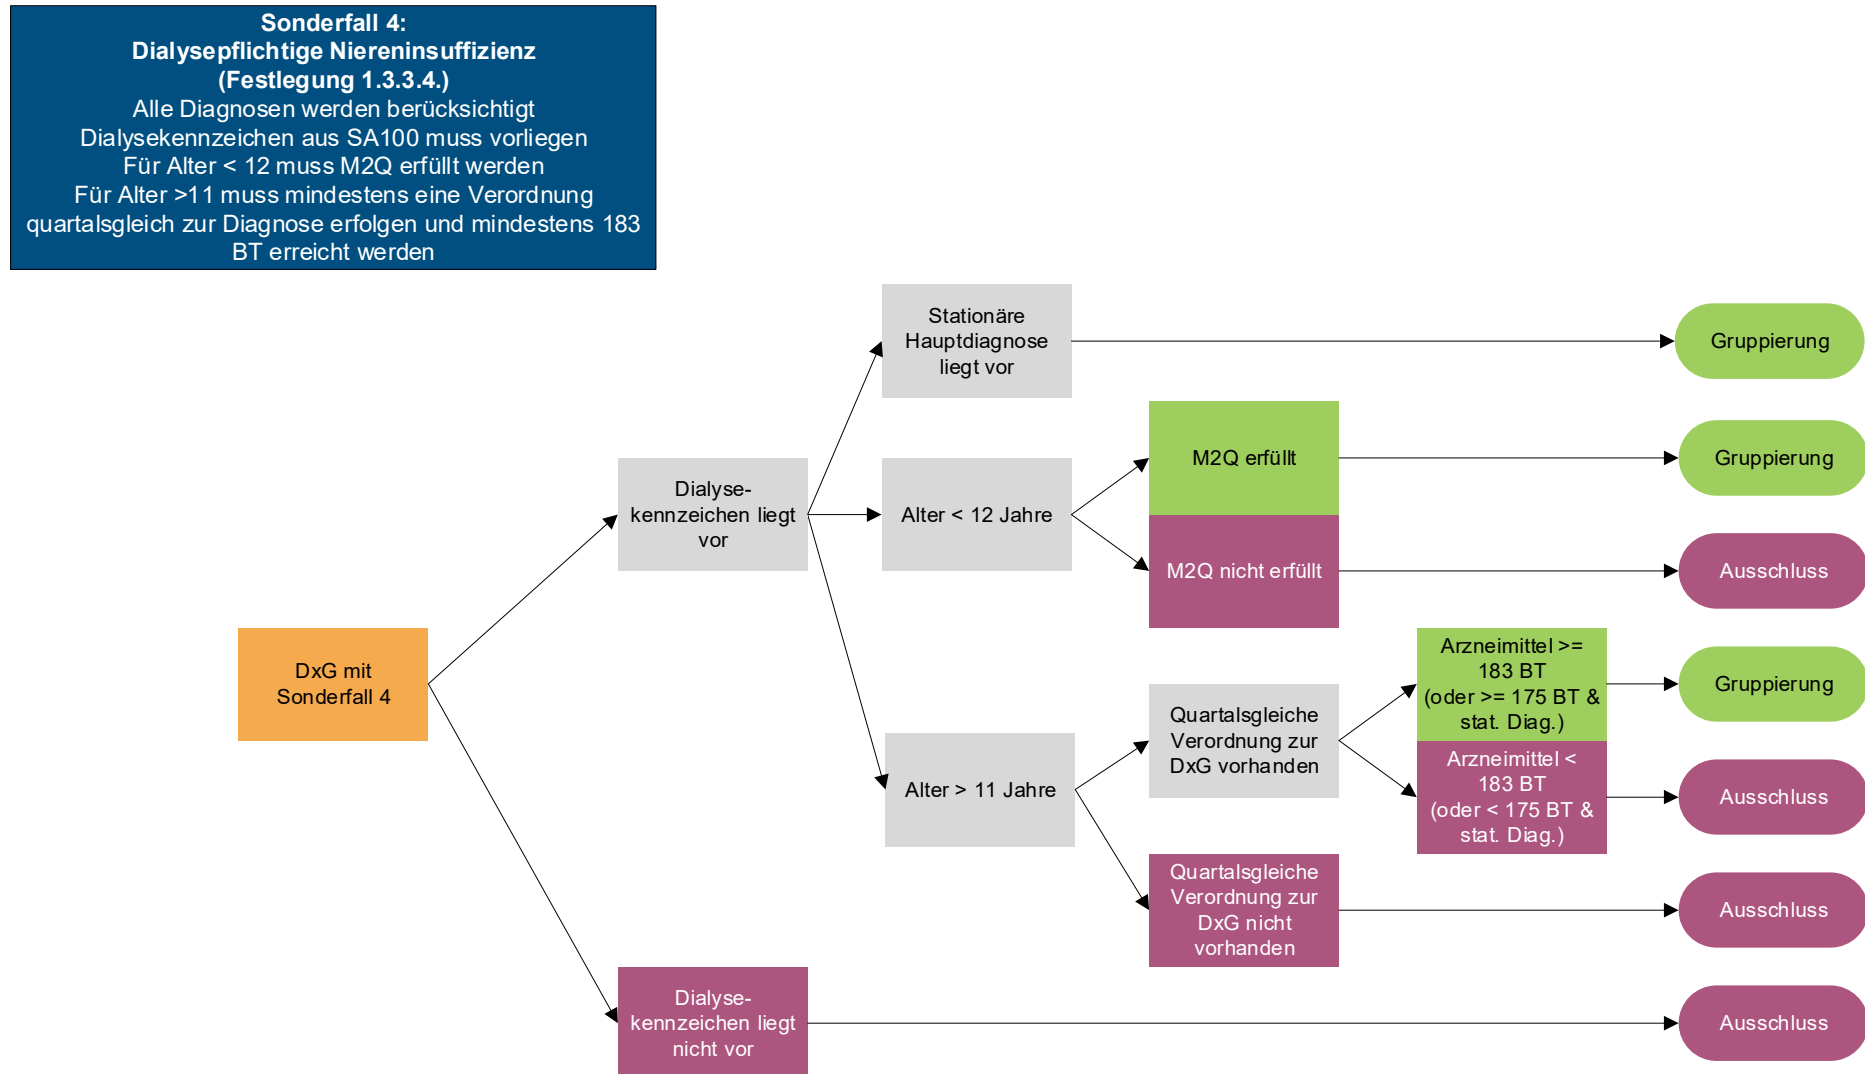 Sonderfall 4:
Dialysepflichtige Niereninsuffizienz
(Festlegung 1.3.3.4.)
Alle Diagnosen werden berücksichtigt
Dialysekennzeichen aus SA100 muss vorliegen
Für Alter < 12 muss M2Q erfüllt werden
Für Alter >11 muss mindestens eine Verordnung
quartalsgleich zur Diagnose erfolgen und mindestens 183
BT erreicht werden
Stationäre
Hauptdiagnose
liegt vor
Gruppierung
M2Q erfüllt
Gruppierung
Dialyse-
kennzeichen liegt
vor
Alter < 12 Jahre
M2Q nicht erfüllt
Ausschluss
DxG mit
Sonderfall 4
Arzneimittel >=
183 BT
(oder >= 175 BT &
stat. Diag.)
Gruppierung
Quartalsgleiche
Verordnung zur
DxG vorhanden
Alter > 11 Jahre
Arzneimittel <
183 BT
(oder < 175 BT &
stat. Diag.)
Ausschluss
Quartalsgleiche
Verordnung zur
DxG nicht
vorhanden
Ausschluss
Dialyse-
kennzeichen liegt
nicht vor
Ausschluss